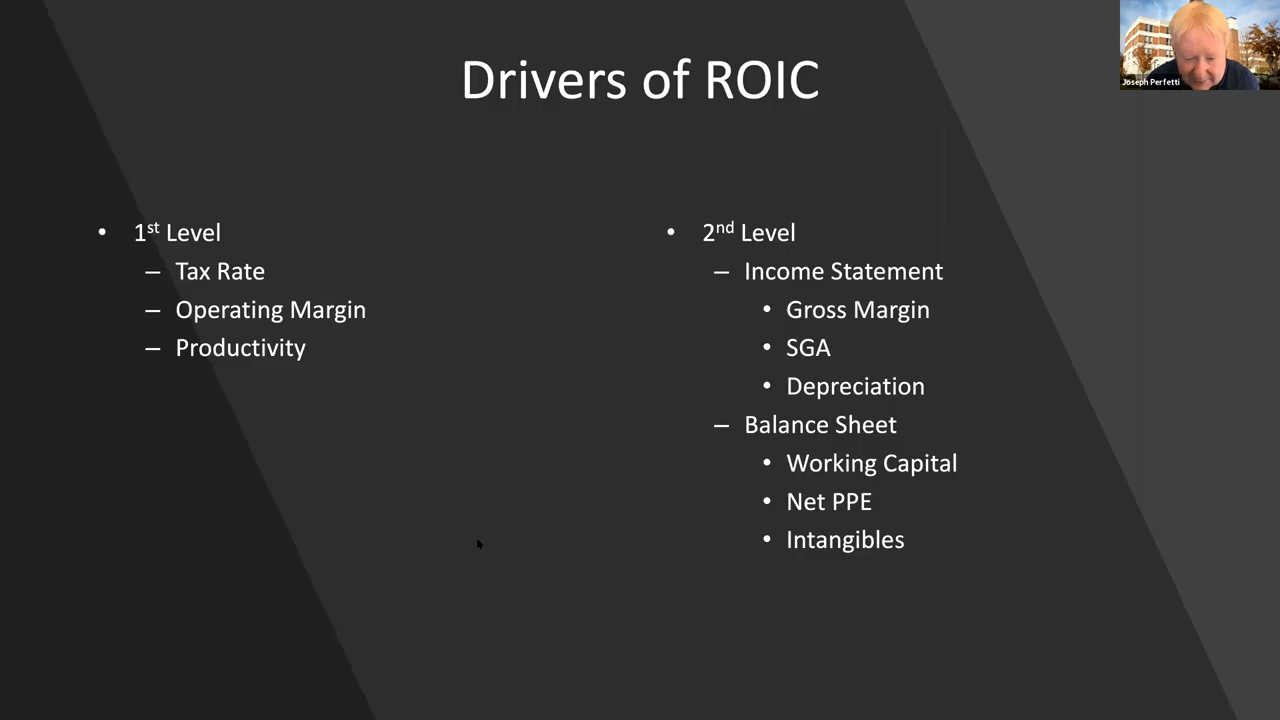 Drivers of ROIC
Joseph Perfetti
• 1st Level
– Tax Rate
– Operating Margin
– Productivity
• 2nd Level
– Income Statement
• Gross Margin
• SGA
• Depreciation
– Balance Sheet
• Working Capital
• Net PPE
• Intangibles